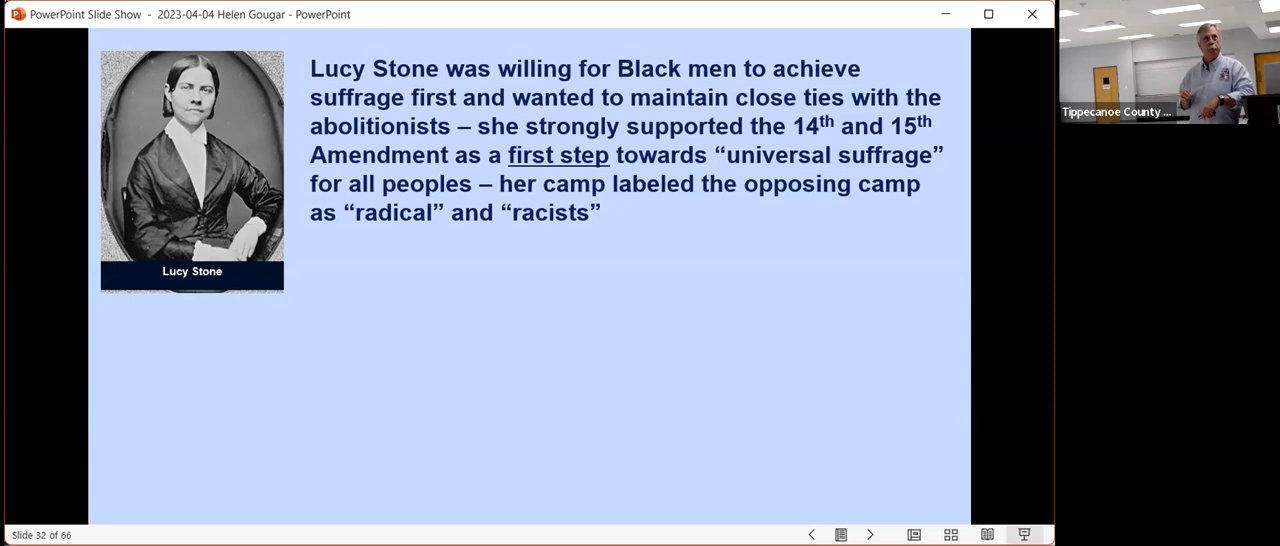 PowerPoint Slide Show - 2023-04-04 Helen Gougar - PowerPoint
Lucy Stone was willing for Black men to achieve
suffrage first and wanted to maintain close ties with the
abolitionists – she strongly supported the 14th and 15th
Amendment as a first step towards “universal suffrage”
for all peoples – her camp labeled the opposing camp
as “radical” and “racists”
Lucy Stone
Tippecanoe County ...
Slide 32 of 66